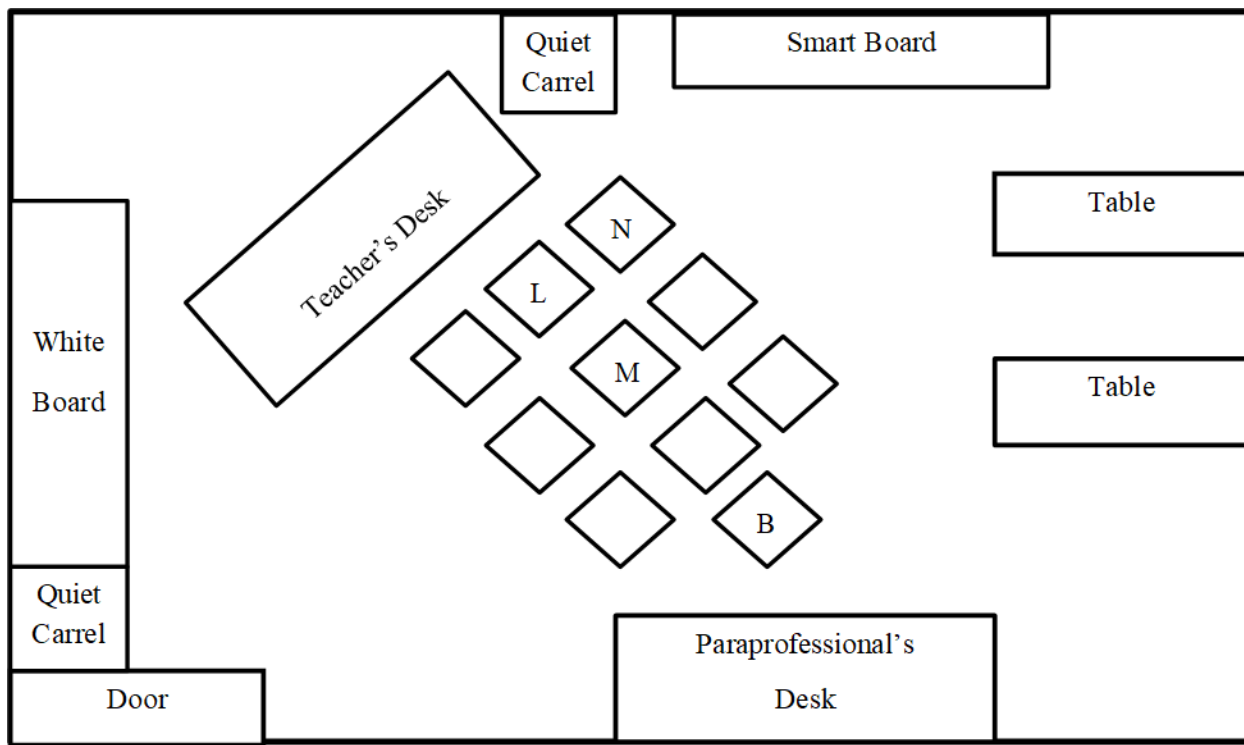 Quiet
Carrel
Smart Board
Teacher's Desk
N
Table
L
White
Board
M
Table
B
Quiet
Carrel
Door
Paraprofessional's
Desk